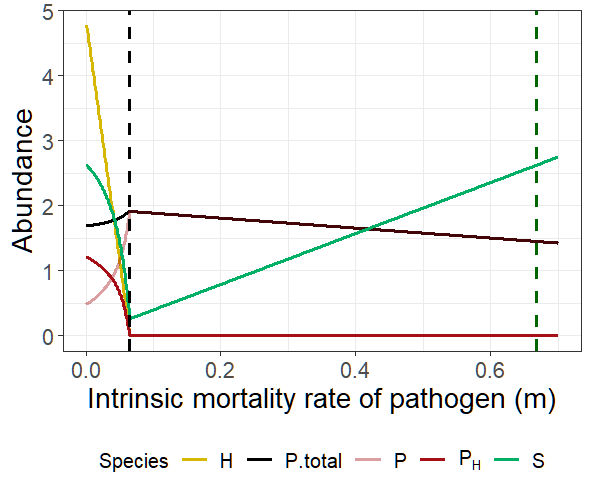 5
4
3
2
1
0
Abundance
0.0 0.2 0.4 0.6
Intrinsic mortality rate of pathogen (m)
Species H P.total P P_H S